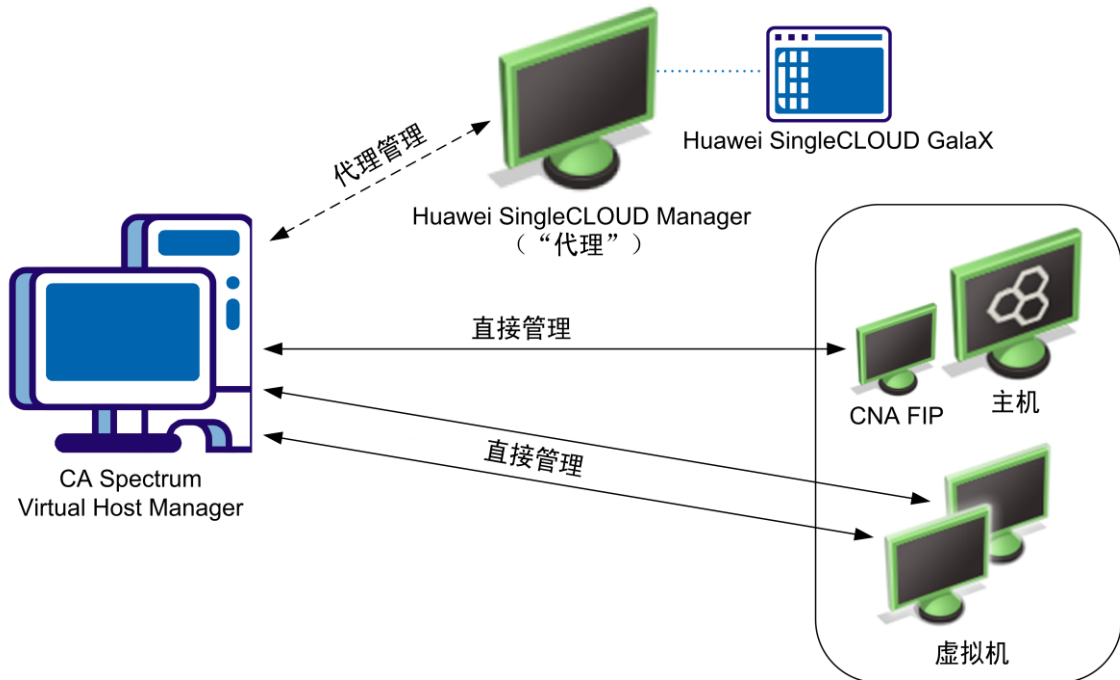 Huawei SingleCLOUD GalaX
代理管理
Huawei SingleCLOUD Manager
（“代理”）
直接管理
CNA FIP
主机
直接管理
CA Spectrum
Virtual Host Manager
虚拟机